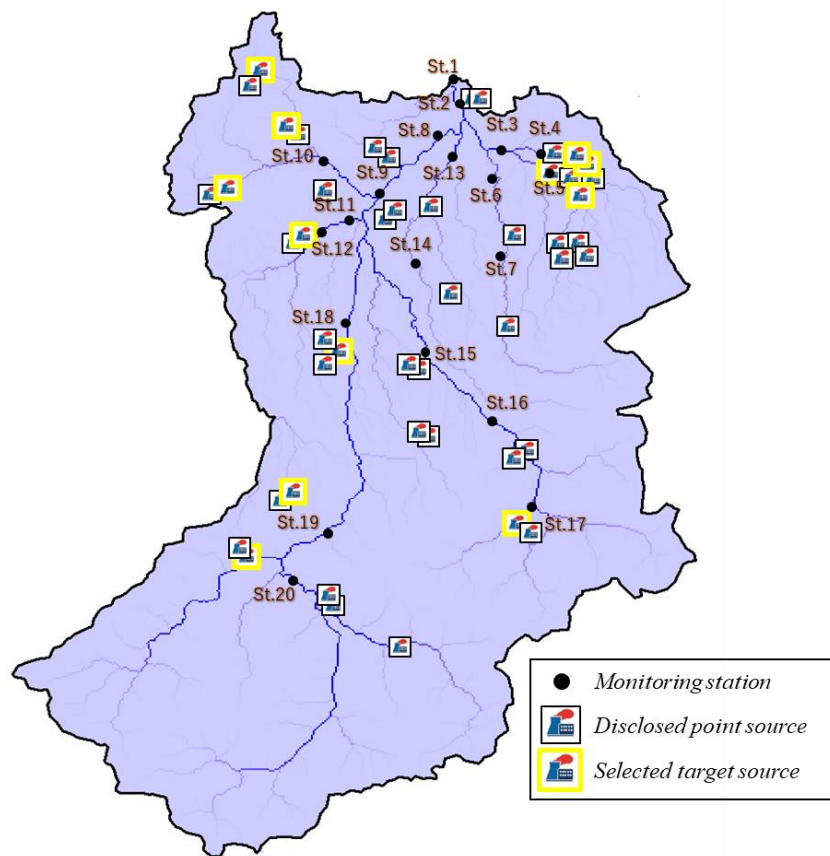 St.1
St.2
St.3
St.4
St.8
St.13
St.10
St.9
St.5
St.6
St.11
St.12
St.14
St.7
St.18
St.15
St.16
St.19
St.17
St.20
Monitoring station
Disclosed point source
Selected target source